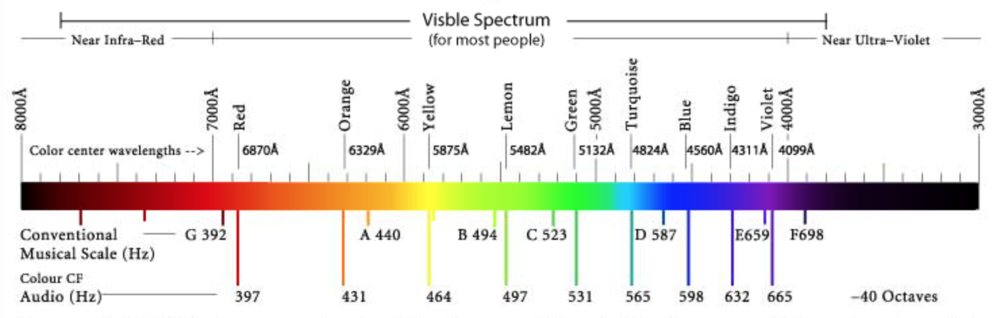 Visble Spectrum
Near Infra–Red (for most people) Near Ultra–Violet
8000Å 7000Å Red Orange 6000Å Yellow Lemon Green 5000Å Turquoise Blue Indigo Violet 4000Å 3000Å
Color center wavelengths --> 6870Å 6329Å 5875Å 5482Å 5132Å 4824Å 4560Å 4311Å 4099Å
Conventional G 392 A 440 B 494 C 523 D 587 E659 F698
Musical Scale (Hz)
Colour CF
Audio (Hz) 397 431 464 497 531 565 598 632 665 –40 Octaves